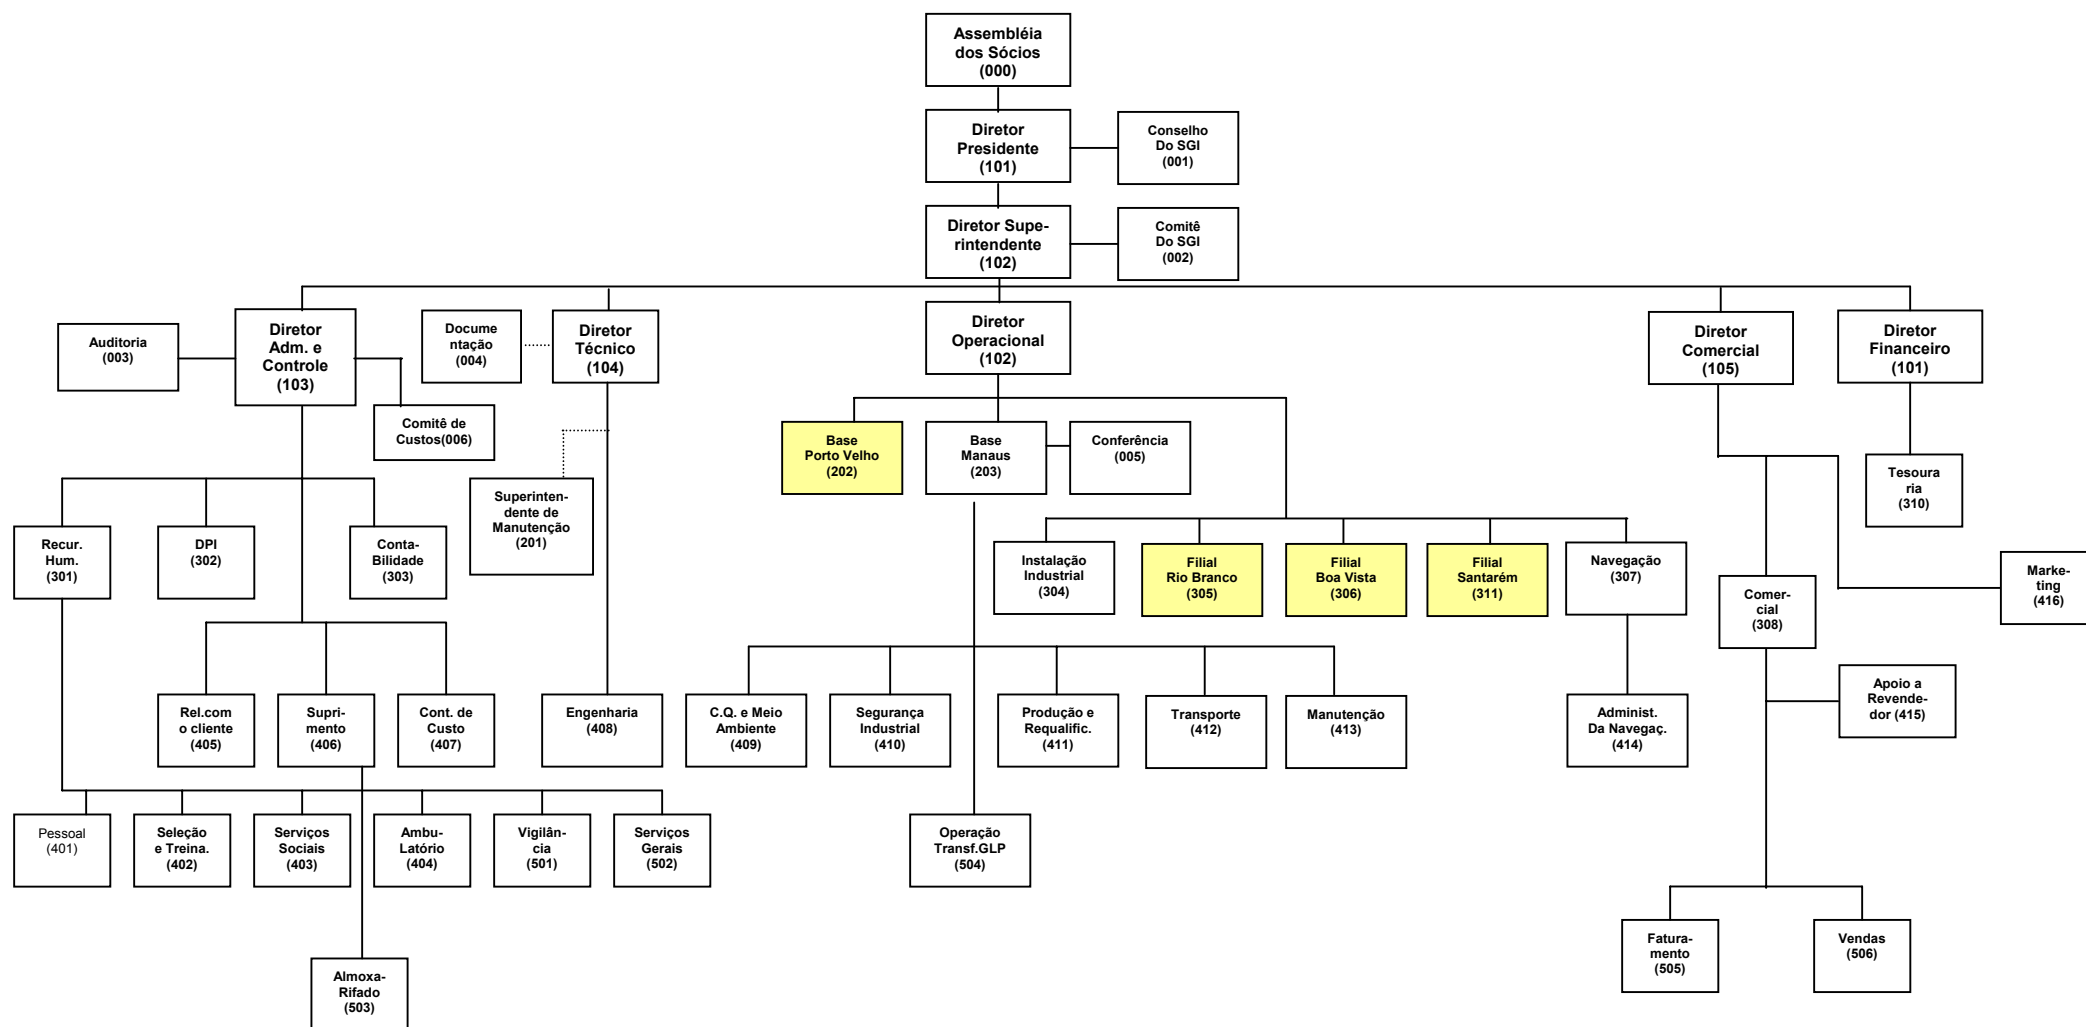 Assembléia
dos Sócios
(000)
Diretor
Presidente
(101)
Conselho
Do SGI
(001)
Diretor Supe-
rintendente
(102)
Comitê
Do SGI
(002)
Auditoria
(003)
Diretor
Adm. e
Controle
(103)
Docume
ntação
(004)
Diretor
Técnico
(104)
Diretor
Operacional
(102)
Diretor
Comercial
(105)
Diretor
Financeiro
(101)
Comitê de
Custos(006)
Base
Porto Velho
(202)
Base
Manaus
(203)
Conferência
(005)
Tesoura
ria
(310)
Superinten-
dente de
Manutenção
(201)
Recur.
Hum.
(301)
DPI
(302)
Conta-
Bilidade
(303)
Instalação
Industrial
(304)
Filial
Rio Branco
(305)
Filial
Boa Vista
(306)
Filial
Santarém
(311)
Navegação
(307)
Comer-
cial
(308)
Marke-
ting
(416)
Rel.com
o cliente
(405)
Supri-
mento
(406)
Cont. de
Custo
(407)
Engenharia
(408)
C.Q. e Meio
Ambiente
(409)
Segurança
Industrial
(410)
Produção e
Requalific.
(411)
Transporte
(412)
Manutenção
(413)
Administ.
Da Navegaç.
(414)
Apoio a
Revende-
dor (415)
Pessoal
(401)
Seleção
e Treina.
(402)
Serviços
Sociais
(403)
Ambu-
Latório
(404)
Vigilân-
cia
(501)
Serviços
Gerais
(502)
Operação
Transf.GLP
(504)
Fatura-
mento
(505)
Vendas
(506)
Almoxa-
Rifado
(503)